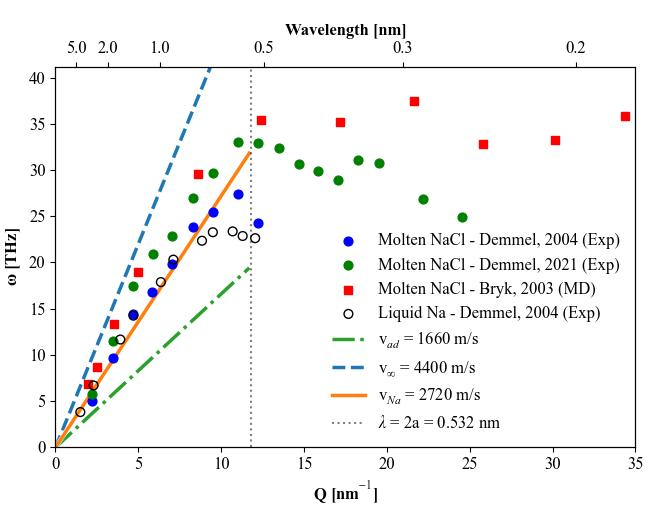 Wavelength [nm]
5.0 2.0 1.0 0.5 0.3 0.2
40
35
30
25
20
15
10
5
0
ω [THz]
Molten NaCl - Demmel, 2004 (Exp)
Molten NaCl - Demmel, 2021 (Exp)
Molten NaCl - Bryk, 2003 (MD)
Liquid Na - Demmel, 2004 (Exp)
v_ad = 1660 m/s
v_∞ = 4400 m/s
v_Na = 2720 m/s
λ = 2a = 0.532 nm
0 5 10 15 20 25 30 35
Q [nm⁻¹]